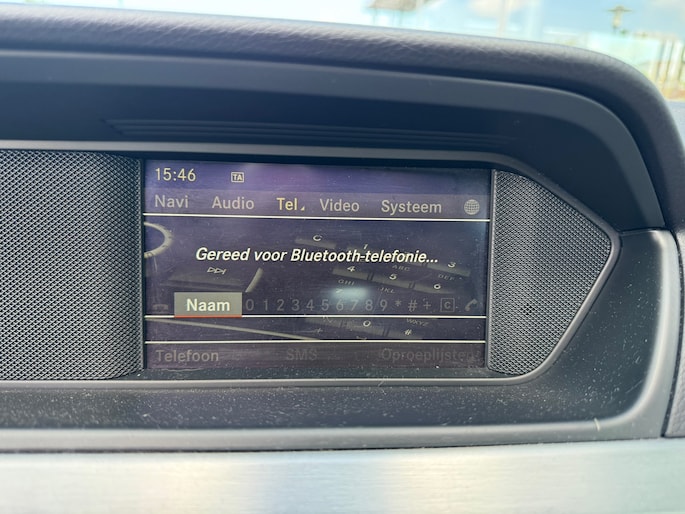 15:46 TA
Navi Audio Tel Video Systeem
Gereed voor Bluetooth-telefonie...
Naam 0 1 2 3 4 5 6 7 8 9 * # + C
Telefoon SMS Oproeplijsten